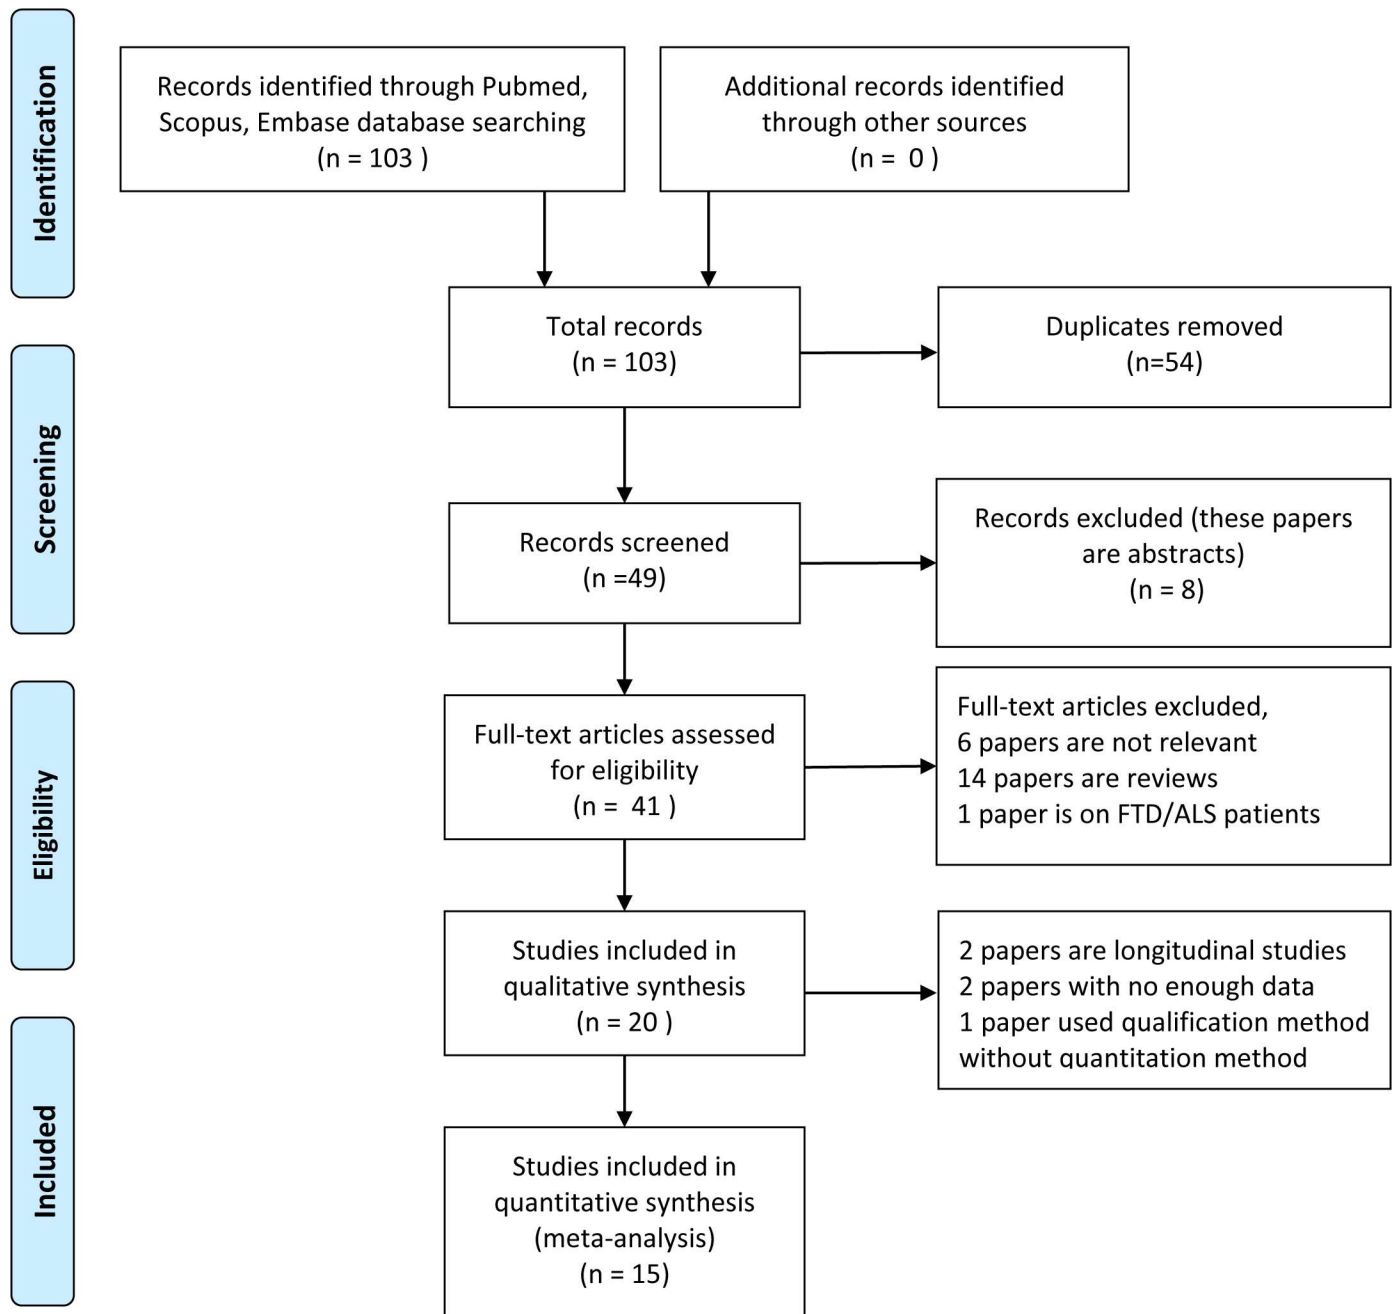 Identification
Records identified through Pubmed,
Scopus, Embase database searching
(n = 103 )
Additional records identified
through other sources
(n =  0 )
Total records
(n = 103)
Duplicates removed
(n=54)
Screening
Records screened
(n =49)
Records excluded (these papers
are abstracts)
(n = 8)
Eligibility
Full-text articles assessed
for eligibility
(n =  41 )
Full-text articles excluded,
6 papers are not relevant
14 papers are reviews
1 paper is on FTD/ALS patients
Studies included in
qualitative synthesis
(n = 20 )
2 papers are longitudinal studies
2 papers with no enough data
1 paper used qualification method
without quantitation method
Included
Studies included in
quantitative synthesis
(meta-analysis)
(n = 15)